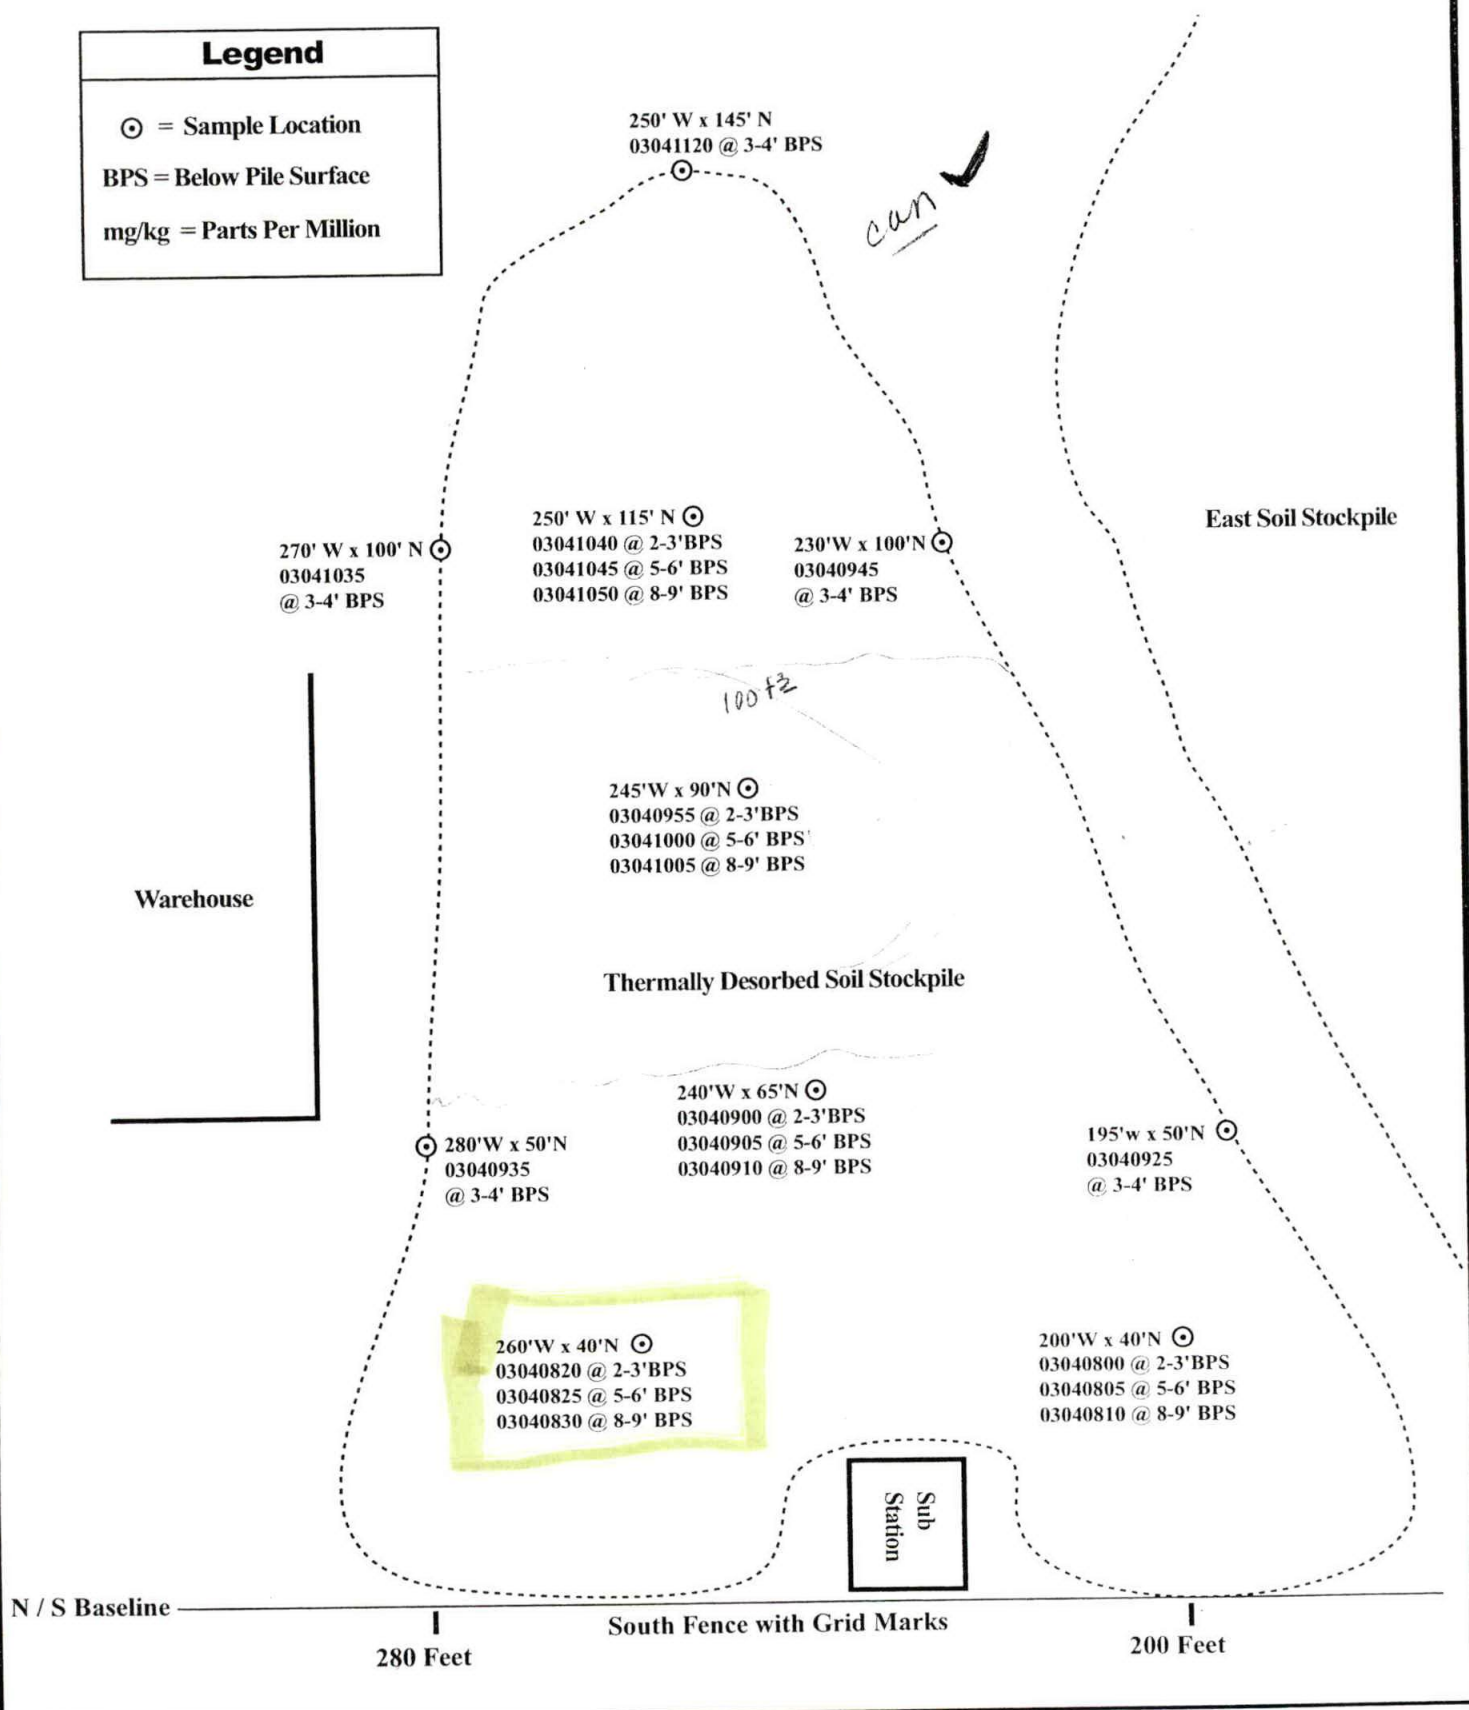 Legend
= Sample Location
BPS = Below Pile Surface
mg/kg = Parts Per Million
250' W x 145' N
03041120 @ 3-4' BPS
can
250' W x 115' N
03041040 @ 2-3'BPS
03041045 @ 5-6' BPS
03041050 @ 8-9' BPS
270' W x 100' N
03041035
@ 3-4' BPS
230'W x 100'N
03040945
@ 3-4' BPS
East Soil Stockpile
245'W x 90'N
03040955 @ 2-3'BPS
03041000 @ 5-6' BPS
03041005 @ 8-9' BPS
Warehouse
Thermally Desorbed Soil Stockpile
240'W x 65'N
03040900 @ 2-3'BPS
03040905 @ 5-6' BPS
03040910 @ 8-9' BPS
280'W x 50'N
03040935
@ 3-4' BPS
195'w x 50'N
03040925
@ 3-4' BPS
260'W x 40'N
03040820 @ 2-3'BPS
03040825 @ 5-6' BPS
03040830 @ 8-9' BPS
200'W x 40'N
03040800 @ 2-3'BPS
03040805 @ 5-6' BPS
03040810 @ 8-9' BPS
Sub
Station
N / S Baseline
South Fence with Grid Marks
280 Feet
200 Feet